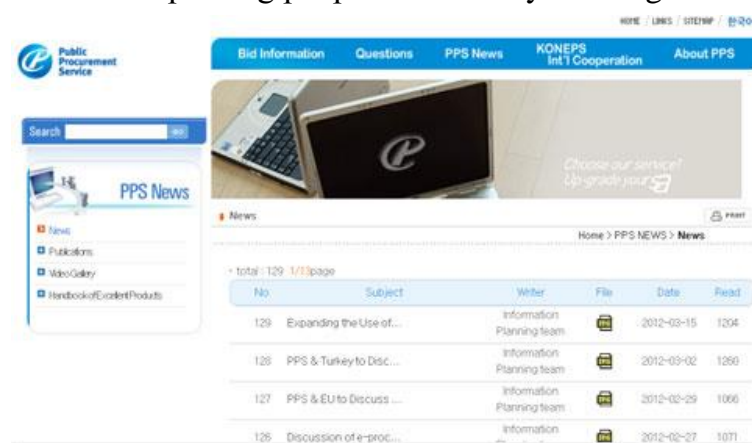 HOME / LINKS / SITEMAP / 한국어
Public
Procurement
Service
Bid Information Questions PPS News KONEPS
Int'l Cooperation About PPS
Search GO
Choose our service!
Up-grade your
PPS News
News
Publications
Video Gallery
Handbook of Excellent Products
News PRINT
Home > PPS NEWS > News
total : 129 1/13page
No Subject Writer File Date Read
129 Expanding the Use of... Information
Planning team 2012-03-15 1204
128 PPS & Turkey to Disc... Information
Planning team 2012-03-02 1260
127 PPS & EU to Discuss .... Information
Planning team 2012-02-29 1066
126 Discussion of e-proc... Information
2012-02-27 1071